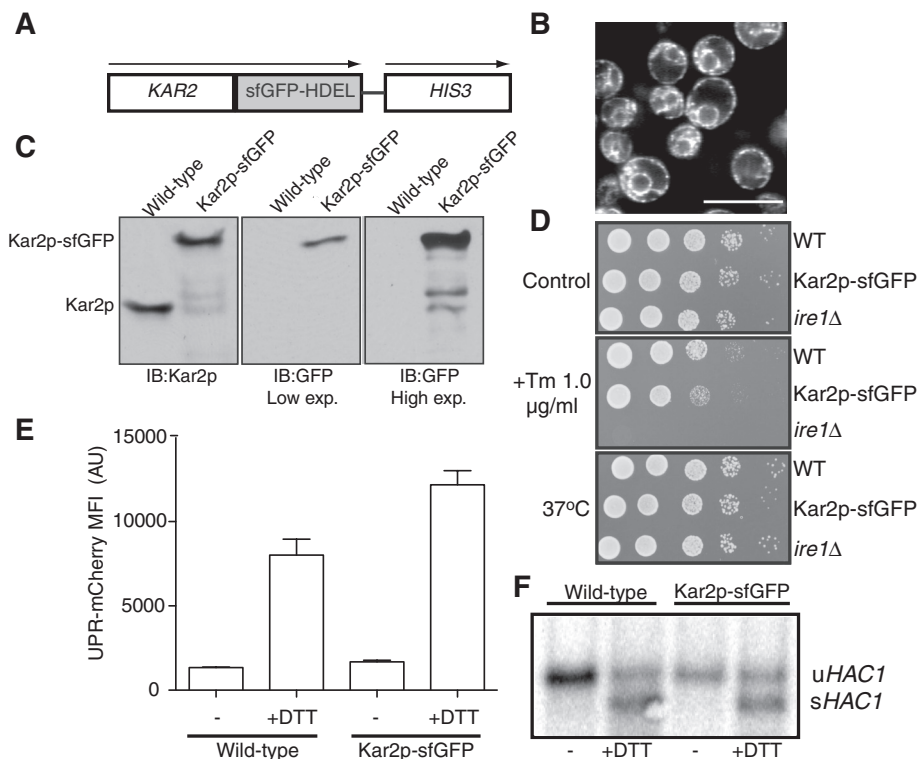 A
KAR2
sfGFP-HDEL
HIS3
B
C
Wild-type
Kar2p-sfGFP
Wild-type
Kar2p-sfGFP
Wild-type
Kar2p-sfGFP
Kar2p-sfGFP
Kar2p
IB:Kar2p
IB:GFP
Low exp.
IB:GFP
High exp.
D
Control
WT
Kar2p-sfGFP
ire1Δ
+Tm 1.0
µg/ml
WT
Kar2p-sfGFP
ire1Δ
37ºC
WT
Kar2p-sfGFP
ire1Δ
E
UPR-mCherry MFI (AU)
15000
10000
5000
0
-
+DTT
-
+DTT
Wild-type
Kar2p-sfGFP
F
Wild-type
Kar2p-sfGFP
uHAC1
sHAC1
-
+DTT
-
+DTT